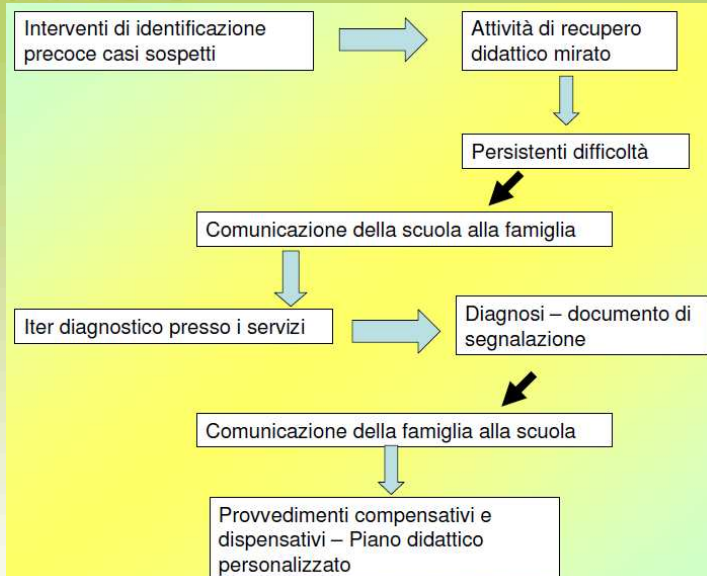 Interventi di identificazione
precoce casi sospetti
Attività di recupero
didattico mirato
Persistenti difficoltà
Comunicazione della scuola alla famiglia
Iter diagnostico presso i servizi
Diagnosi – documento di
segnalazione
Comunicazione della famiglia alla scuola
Provvedimenti compensativi e
dispensativi – Piano didattico
personalizzato